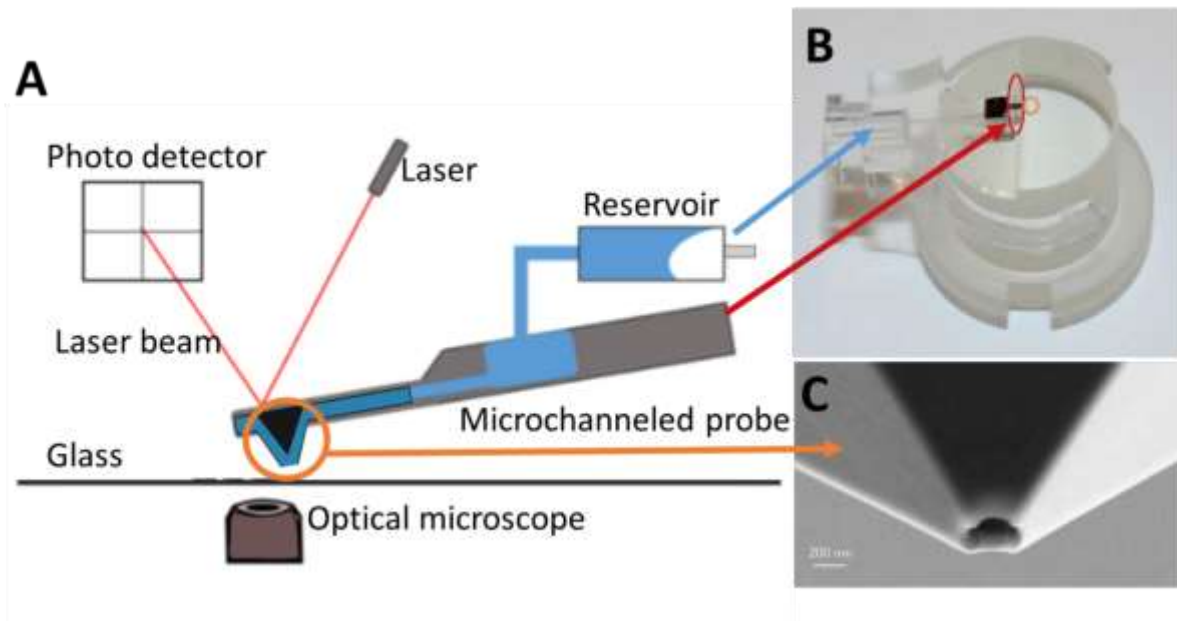 A
Photo detector
Laser
Reservoir
Laser beam
Microchanneled probe
Glass
Optical microscope
B
C
200 nm